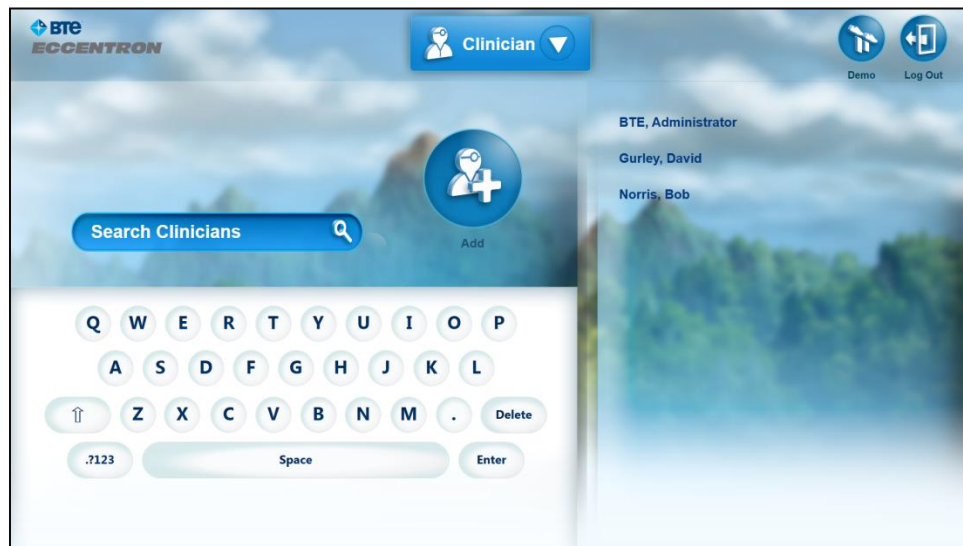 BTE
ECCENTRON
Clinician
Demo
Log Out
Search Clinicians
Add
BTE, Administrator
Gurley, David
Norris, Bob
Q W E R T Y U I O P
A S D F G H J K L
⇧ Z X C V B N M . Delete
.?123 Space Enter